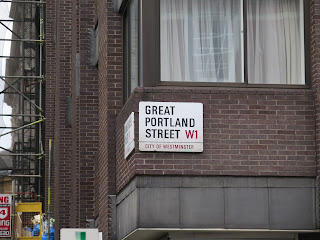 GREAT
PORTLAND
STREET W1
CITY OF WESTMINSTER